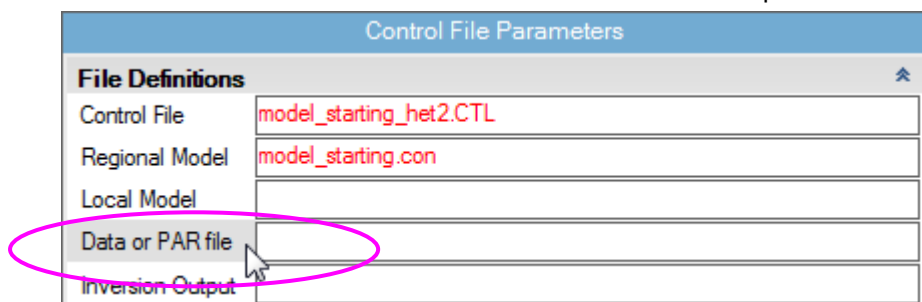 Control File Parameters
File Definitions
Control File model_starting_het2.CTL
Regional Model model_starting.con
Local Model
Data or PAR file
Inversion Output